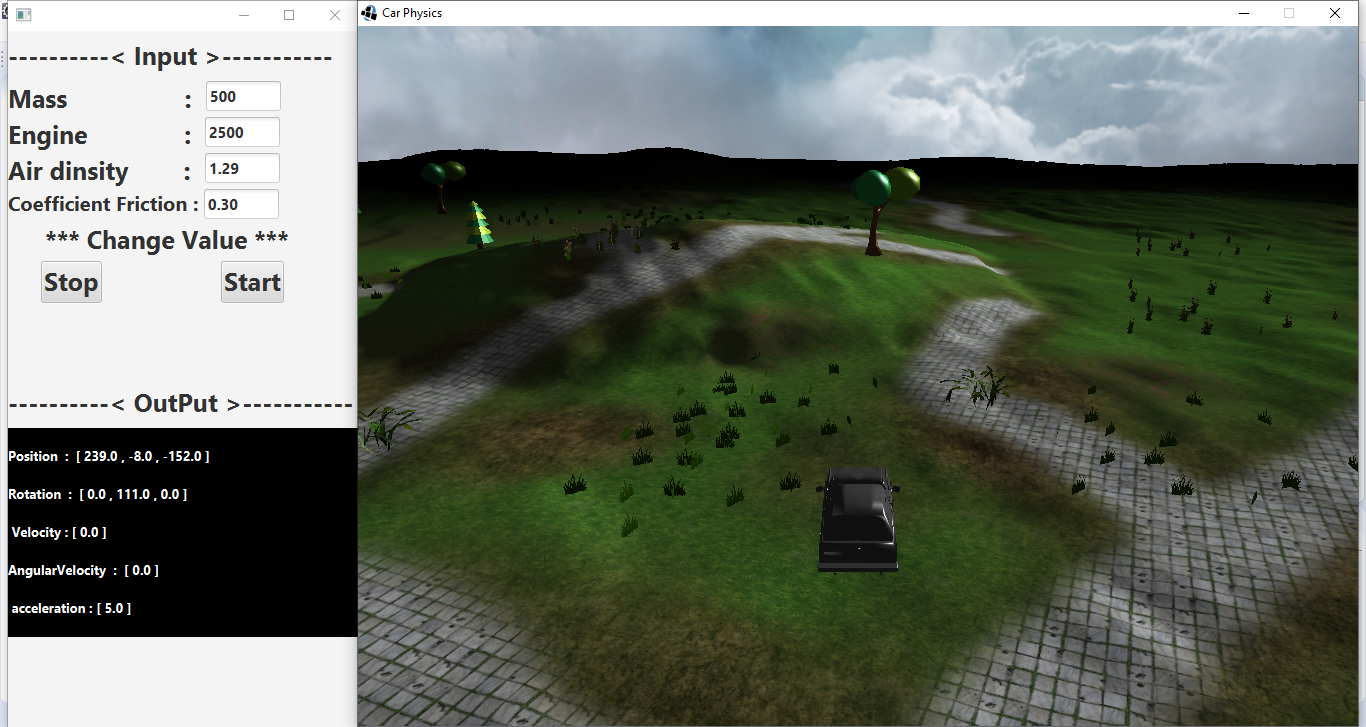 Car Physics
----------< Input >-----------
Mass : 500
Engine : 2500
Air dinsity : 1.29
Coefficient Friction : 0.30
*** Change Value ***
Stop Start
----------< OutPut >-----------
Position : [ 239.0 , -8.0 , -152.0 ]
Rotation : [ 0.0 , 111.0 , 0.0 ]
Velocity : [ 0.0 ]
AngularVelocity : [ 0.0 ]
acceleration : [ 5.0 ]